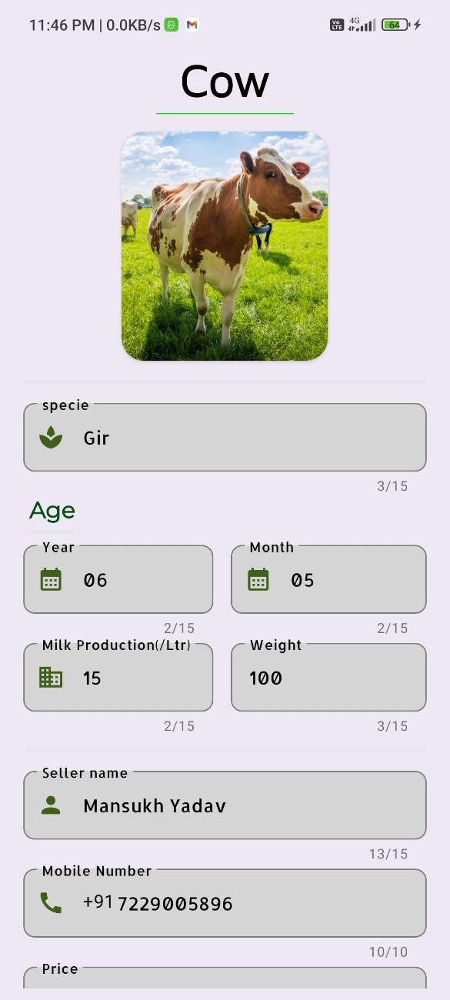 11:46 PM | 0.0KB/s
Vo LTE 4G 64
Cow
specie
Gir
3/15
Age
Year
Month
06
05
2/15
2/15
Milk Production(/Ltr)
Weight
15
100
2/15
3/15
Seller name
Mansukh Yadav
13/15
Mobile Number
+91 7229005896
10/10
Price